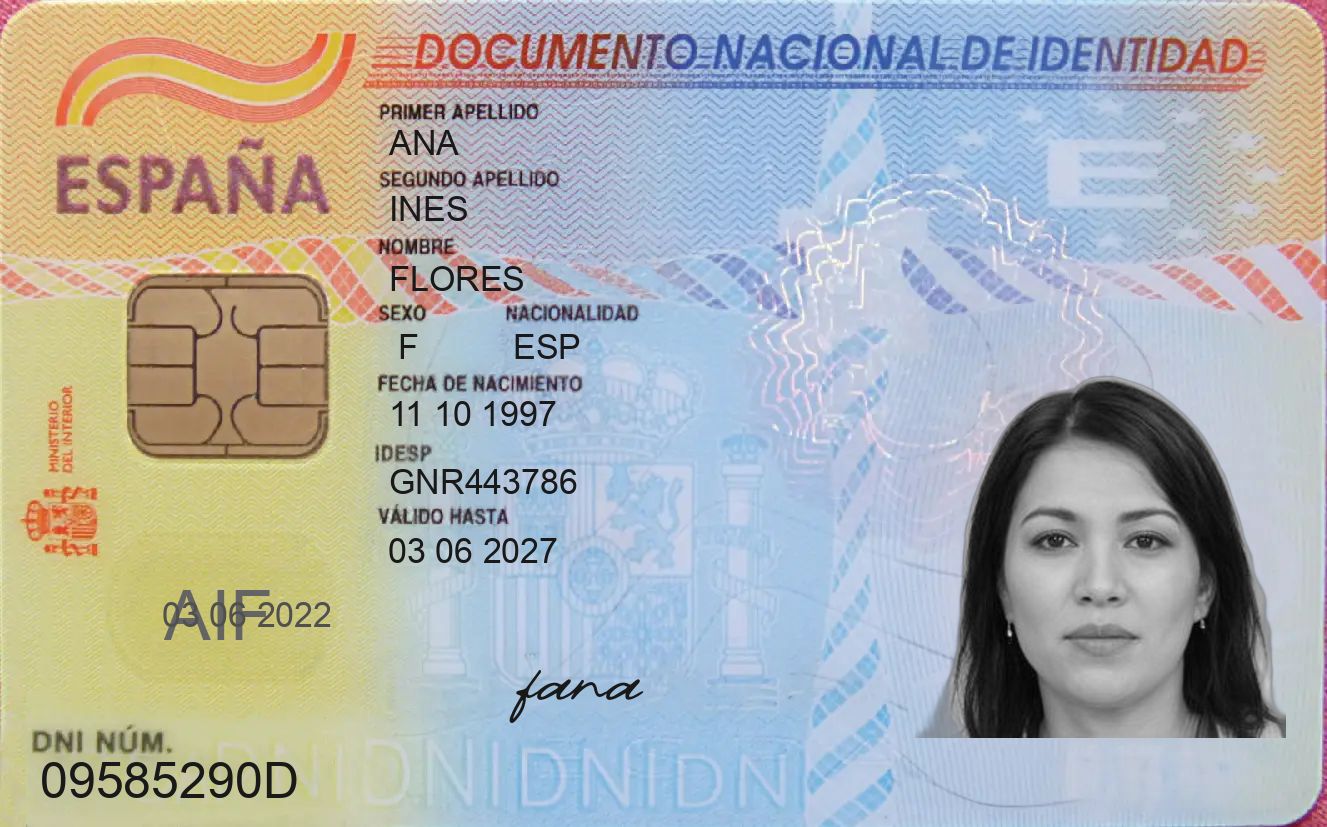 DOCUMENTO NACIONAL DE IDENTIDAD
ESPAÑA
PRIMER APELLIDO
ANA
SEGUNDO APELLIDO
INES
NOMBRE
FLORES
SEXO NACIONALIDAD
F ESP
FECHA DE NACIMIENTO
11 10 1997
IDESP
GNR443786
VÁLIDO HASTA
03 06 2027
MINISTERIO
DEL INTERIOR
E
AIF
03 06 2022
fana
DNI NÚM.
09585290D
DNIDNIDNIDNI